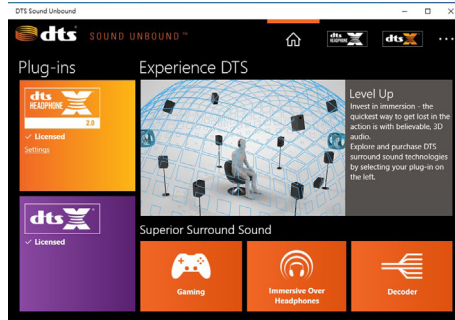 DTS Sound Unbound
dts SOUND UNBOUND™
dts HEADPHONE X
dts X
Plug-ins
dts
HEADPHONE X
2.0
✓ Licensed
Settings
dts X
✓ Licensed
Experience DTS
Level Up
Invest in immersion - the
quickest way to get lost in the
action is with believable, 3D
audio.
Explore and purchase DTS
surround sound technologies
by selecting your plug-in on
the left.
Superior Surround Sound
Gaming
Immersive Over
Headphones
Decoder